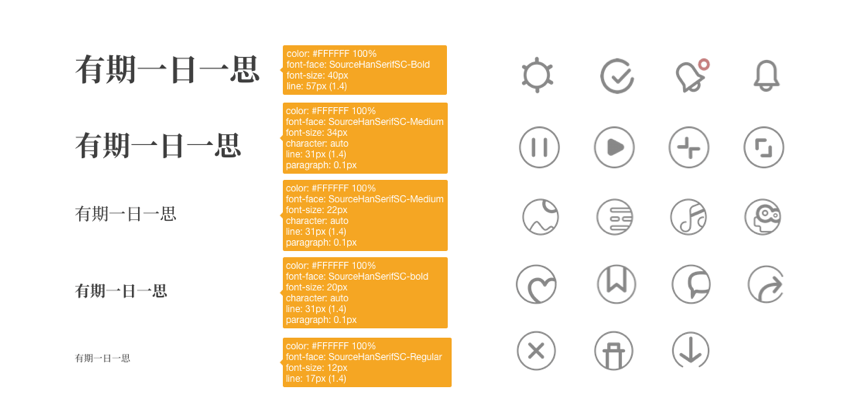 有期一日一思
color: #FFFFFF 100%
font-face: SourceHanSerifSC-Bold
font-size: 40px
line: 57px (1.4)
有期一日一思
color: #FFFFFF 100%
font-face: SourceHanSerifSC-Medium
font-size: 34px
character: auto
line: 31px (1.4)
paragraph: 0.1px
有期一日一思
color: #FFFFFF 100%
font-face: SourceHanSerifSC-Medium
font-size: 22px
character: auto
line: 31px (1.4)
paragraph: 0.1px
有期一日一思
color: #FFFFFF 100%
font-face: SourceHanSerifSC-bold
font-size: 20px
character: auto
line: 31px (1.4)
paragraph: 0.1px
有期一日一思
color: #FFFFFF 100%
font-face: SourceHanSerifSC-Regular
font-size: 12px
line: 17px (1.4)